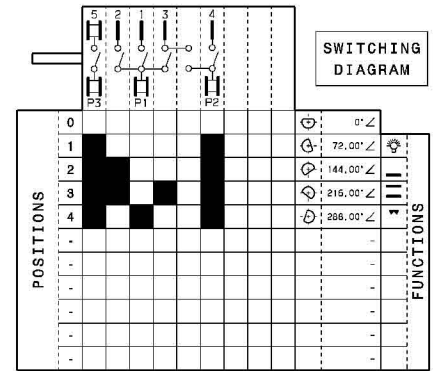 5 2 1 3 4
SWITCHING
DIAGRAM
P3 P1 P2
0 0°∠
1 72,00°∠
2 144,00°∠
3 216,00°∠
4 288,00°∠
- -
- -
- -
- -
- -
- -
POSITIONS
FUNCTIONS